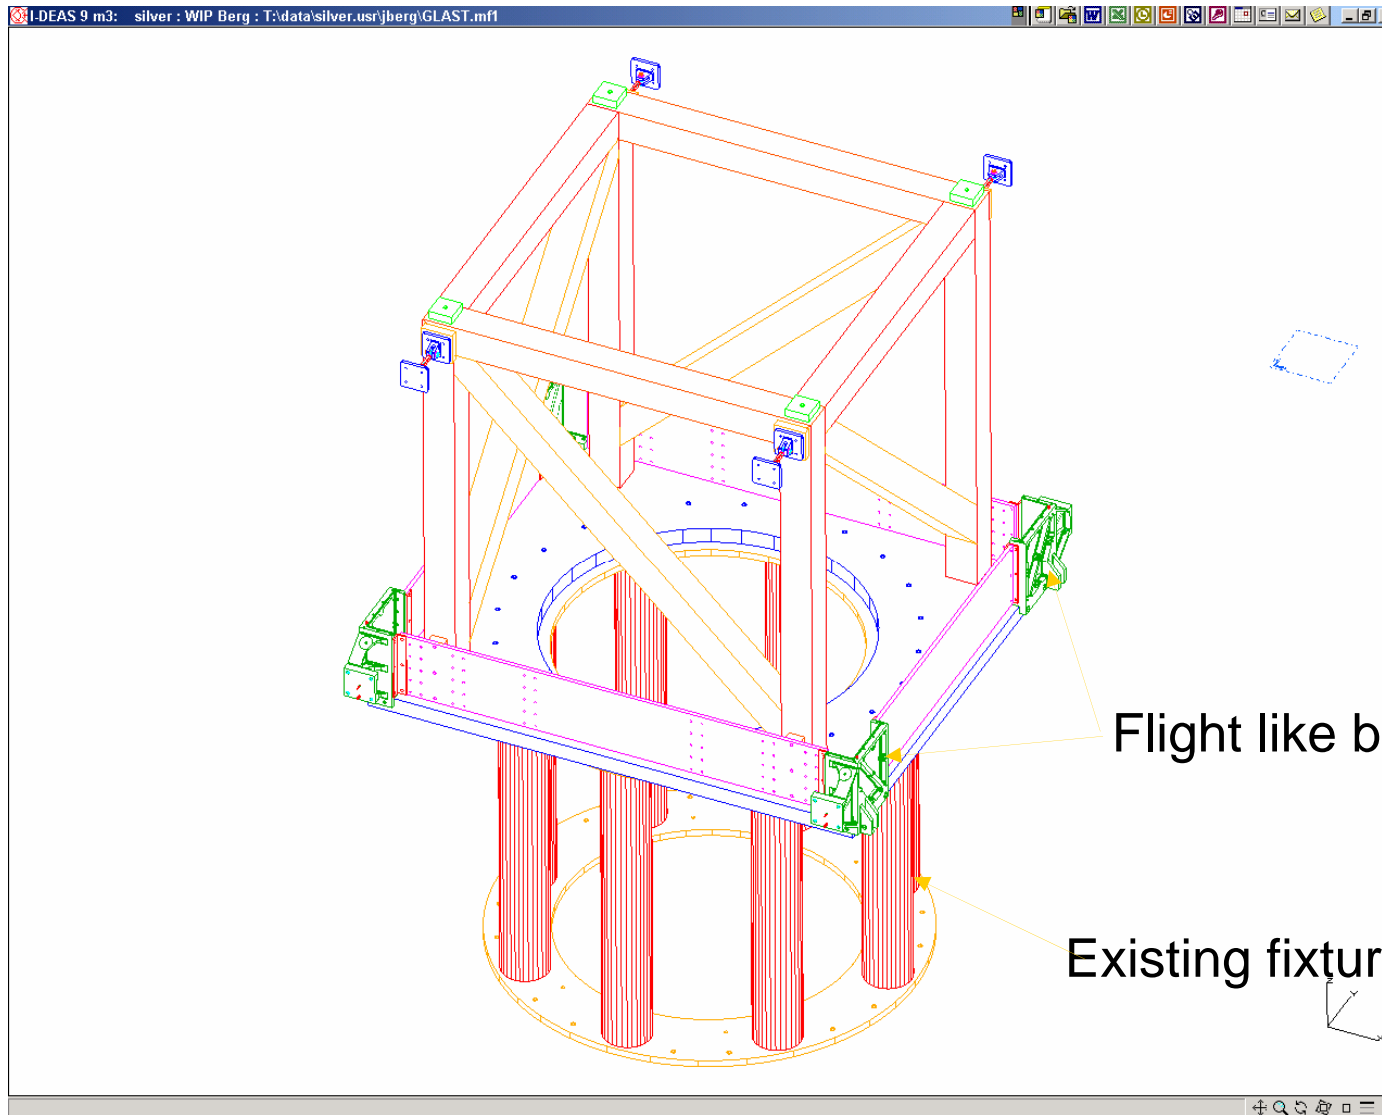 I-DEAS 9 m3: silver : WIP Berg : T:\data\silver.usr\jberg\GLAST.mf1
Flight like b
Existing fixtur
Z
Y